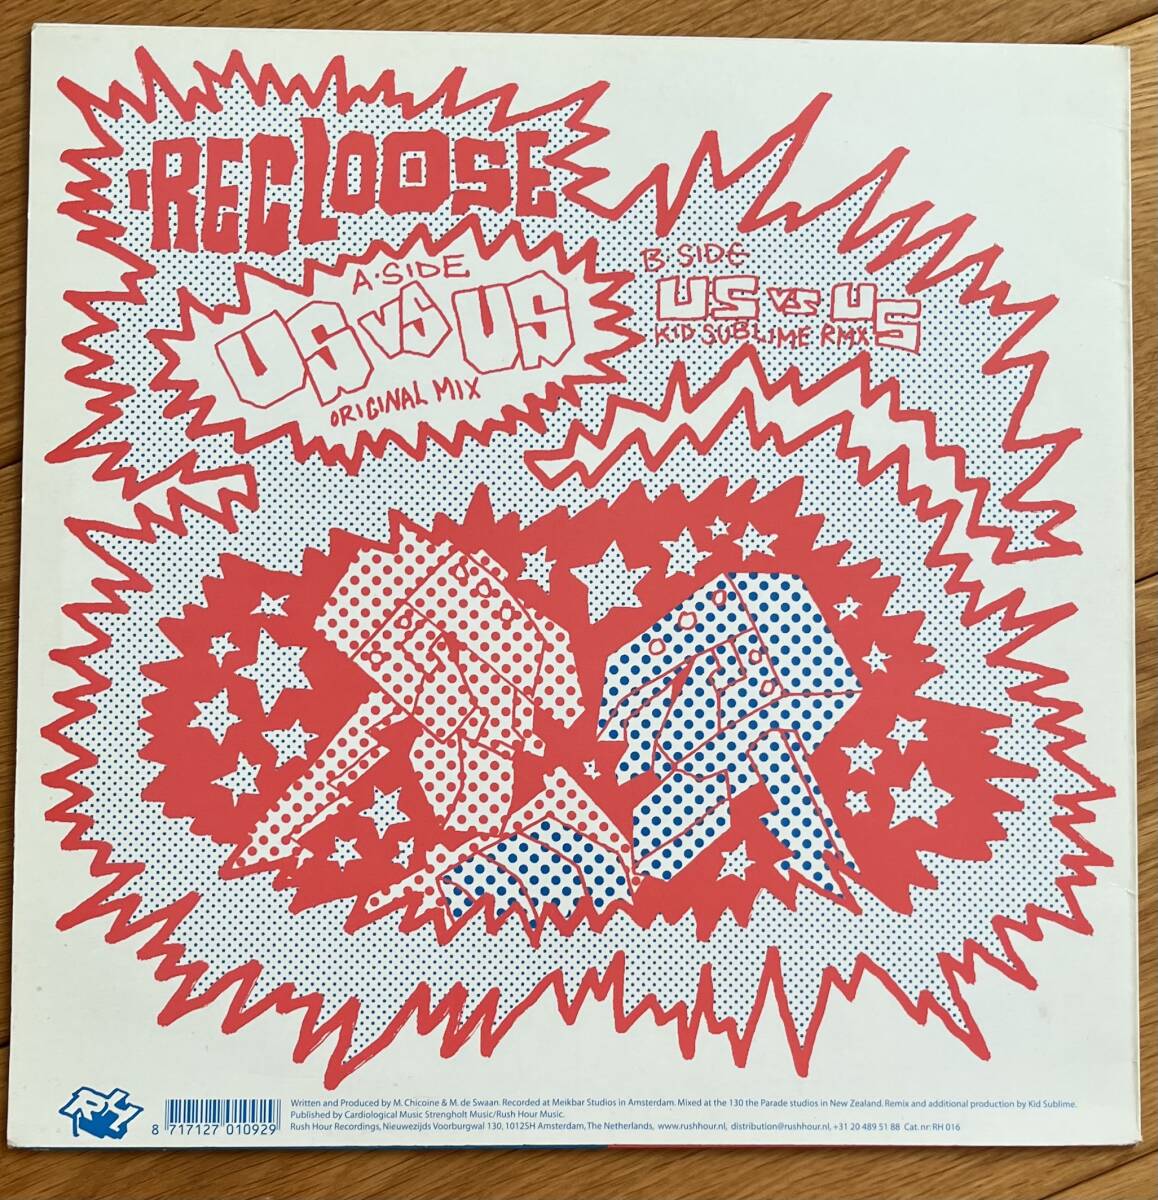 RECLOOSE
A·SIDE
US VS US
ORIGINAL MIX
B SIDE
US VS US
KID SUBLIME RMX
RH
8 717127 010929
Written and Produced by M. Chicoine & M. de Swaan. Recorded at Meikbar Studios in Amsterdam. Mixed at the 130 the Parade studios in New Zealand. Remix and additional production by Kid Sublime.
Published by Cardiological Music Strengholt Music/Rush Hour Music.
Rush Hour Recordings, Nieuwezijds Voorburgwal 130, 1012SH Amsterdam, The Netherlands, www.rushhour.nl, distribution@rushhour.nl, +31 20 489 51 88 Cat. nr: RH 016